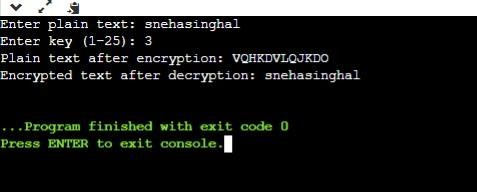 Enter plain text: snehasinghal
Enter key (1-25): 3
Plain text after encryption: VQHKDVLQJKDO
Encrypted text after decryption: snehasinghal
...Program finished with exit code 0
Press ENTER to exit console.